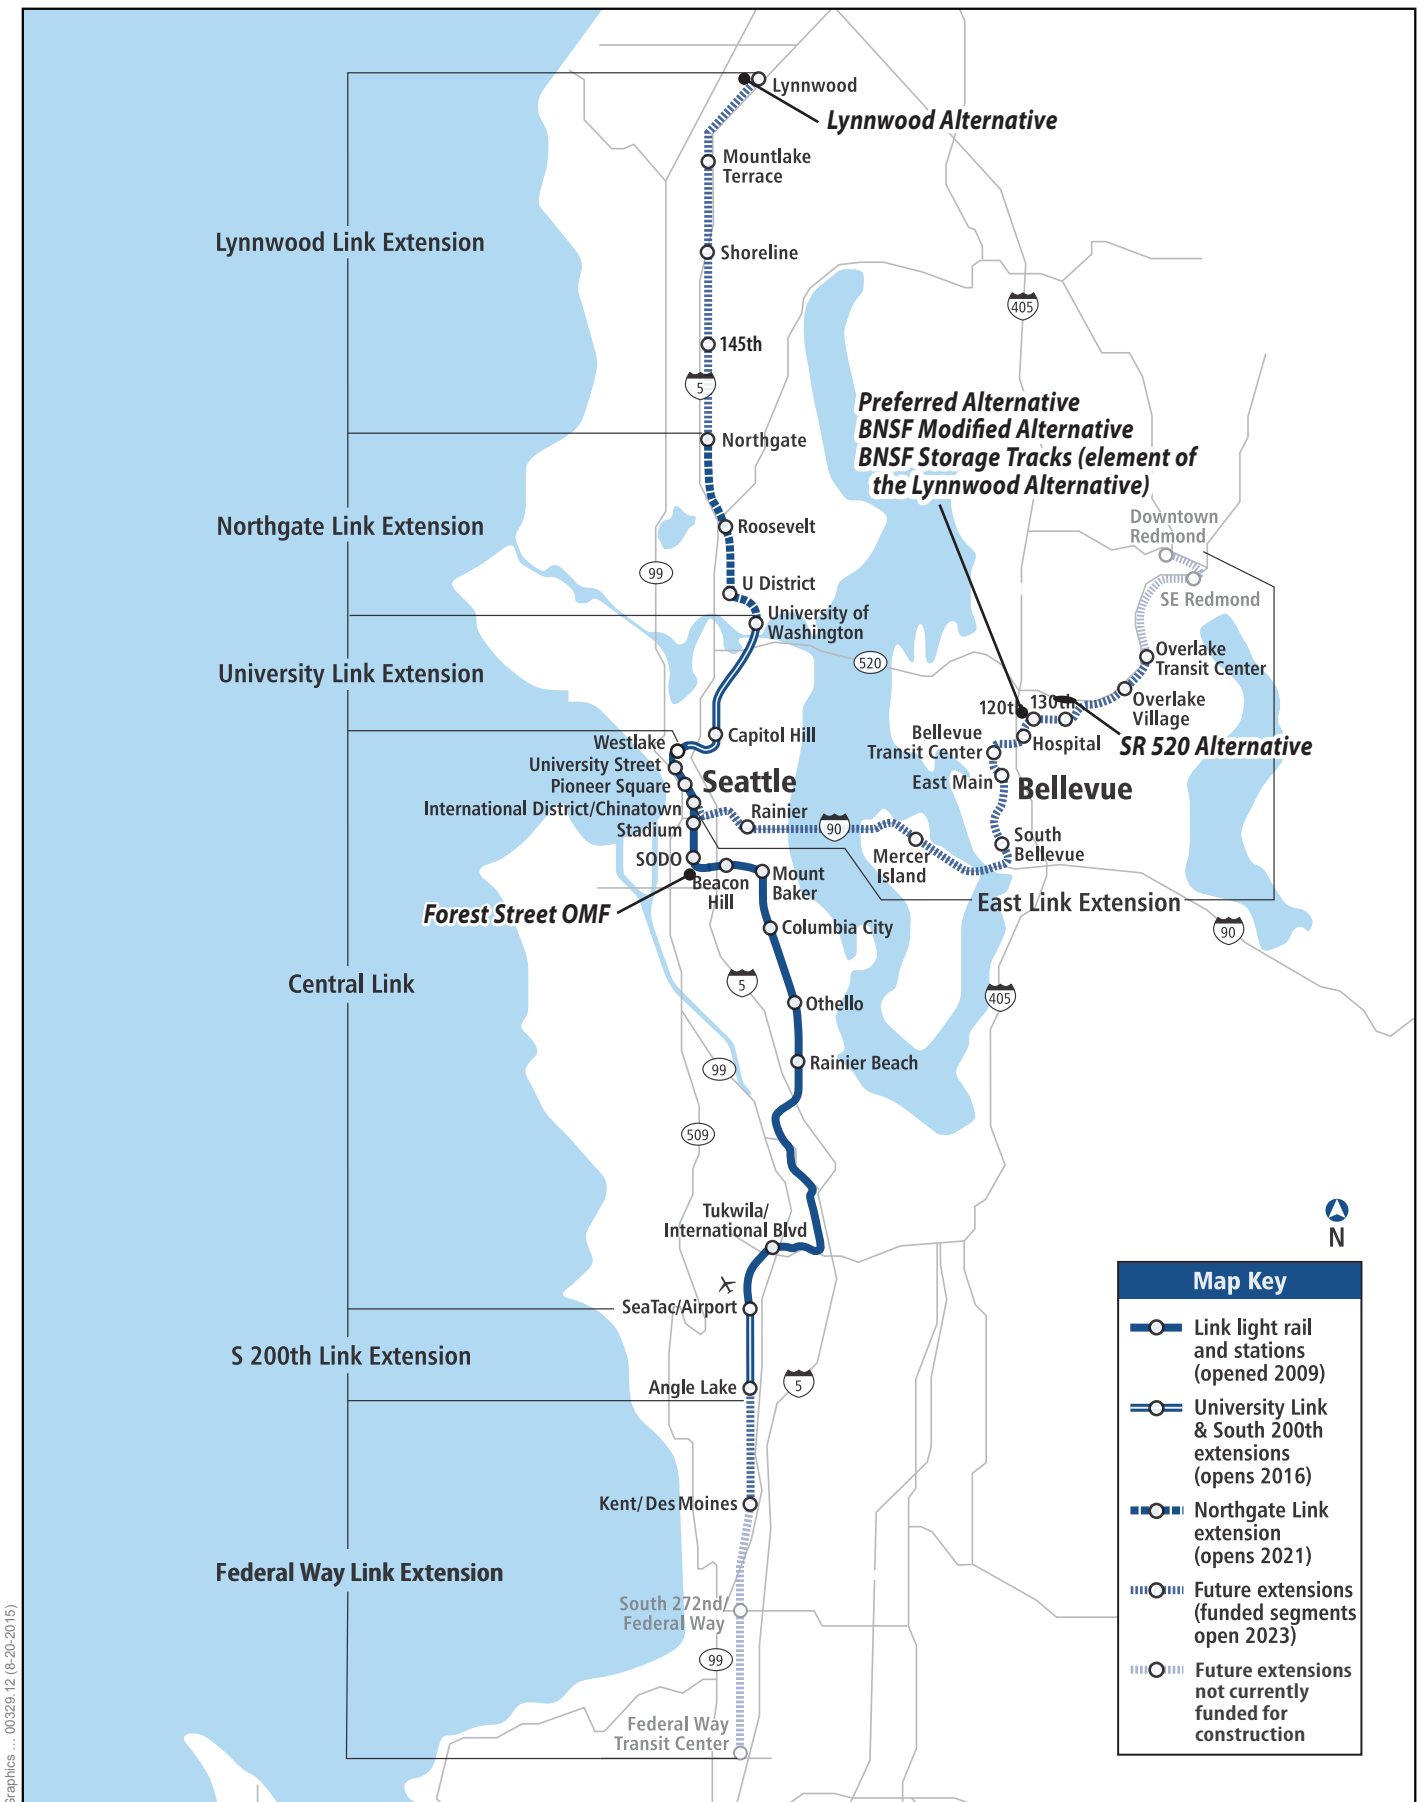 Lynnwood
Lynnwood Alternative
Mountlake
Terrace
Lynnwood Link Extension
Shoreline
405
145th
5
Preferred Alternative
BNSF Modified Alternative
BNSF Storage Tracks (element of
the Lynnwood Alternative)
Northgate
Downtown
Redmond
Northgate Link Extension
Roosevelt
99
U District
SE Redmond
University of
Washington
520
Overlake
Transit Center
University Link Extension
Overlake
Village
120th
130th
Capitol Hill
Bellevue
Transit Center
Hospital
SR 520 Alternative
Westlake
University Street
Pioneer Square
Seattle
East Main
Bellevue
International District/Chinatown
Stadium
Rainier
90
South
Bellevue
SODO
Mercer
Island
Beacon
Hill
Mount
Baker
East Link Extension
Forest Street OMF
Columbia City
90
Central Link
5
405
Othello
Rainier Beach
99
509
Tukwila/
International Blvd
N
SeaTac/Airport
S 200th Link Extension
Angle Lake
5
Kent/Des Moines
Federal Way Link Extension
South 272nd/
Federal Way
99
Federal Way
Transit Center
Map Key
Link light rail
and stations
(opened 2009)
University Link
& South 200th
extensions
(opens 2016)
Northgate Link
extension
(opens 2021)
Future extensions
(funded segments
open 2023)
Future extensions
not currently
funded for
construction
Graphics … 00329.12 (8-20-2015)